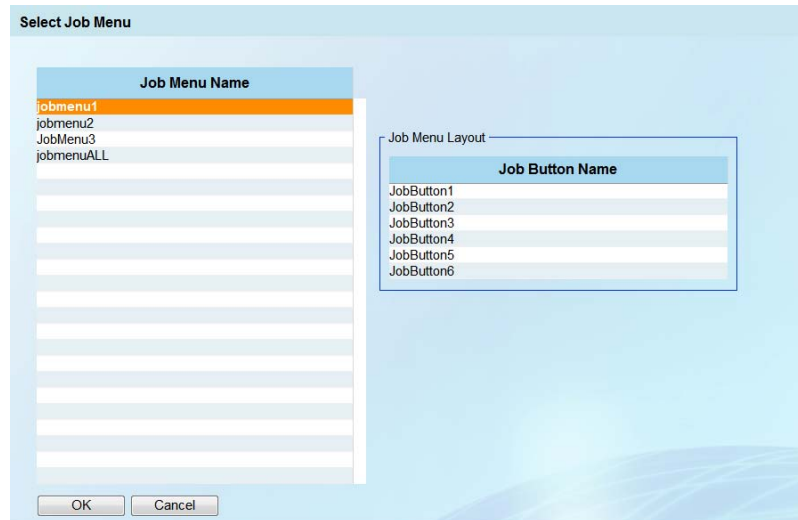 Select Job Menu
Job Menu Name
jobmenu1
jobmenu2
JobMenu3
jobmenuALL
Job Menu Layout
Job Button Name
JobButton1
JobButton2
JobButton3
JobButton4
JobButton5
JobButton6
OK
Cancel